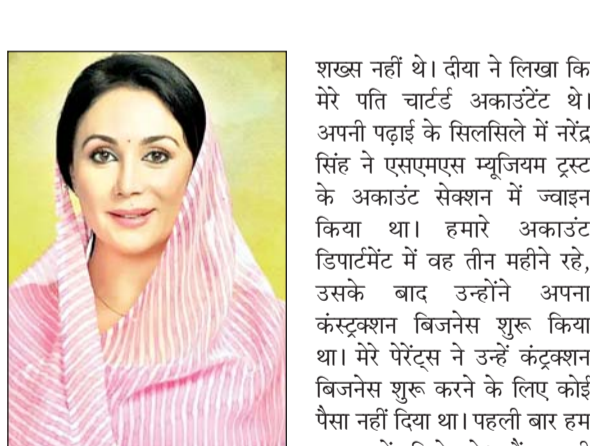 शख्स नहीं थे। दीया ने लिखा कि
मेरे पति चार्टर्ड अकाउंटेंट थे।
अपनी पढ़ाई के सिलसिले में नरेंद्र
सिंह ने एसएमएस म्यूजियम ट्रस्ट
के अकाउंट सेक्शन में ज्वाइन
किया था। हमारे अकाउंट
डिपार्टमेंट में वह तीन महीने रहे,
उसके बाद उन्होंने अपना
कंस्ट्रक्शन बिजनेस शुरू किया
था। मेरे पेरेंट्स ने उन्हें कंट्रक्शन
बिजनेस शुरू करने के लिए कोई
पैसा नहीं दिया था। पहली बार हम